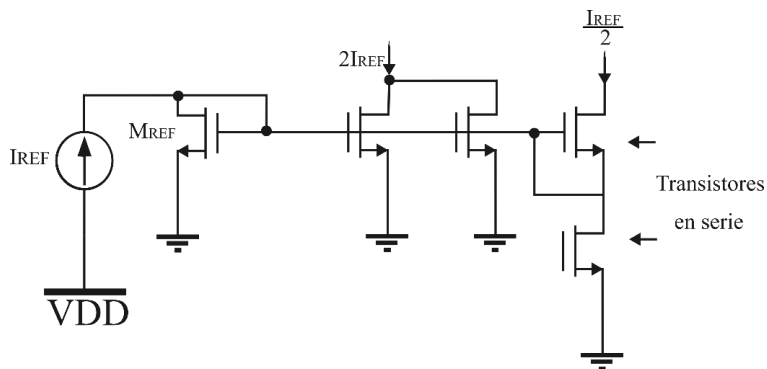 IREF
2
2IREF
MREF
IREF
Transistores
en serie
VDD